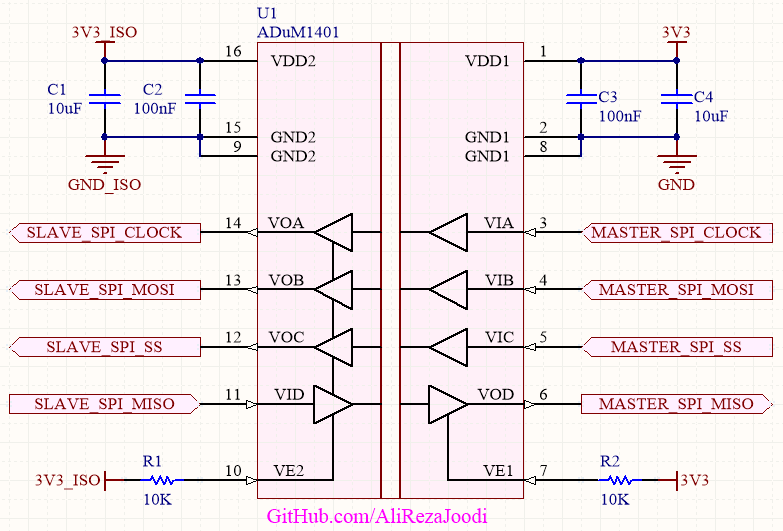 U1
ADuM1401
3V3_ISO
3V3
16
VDD2
VDD1
1
C1
10uF
C2
100nF
C3
100nF
C4
10uF
15
GND2
GND1
2
9
GND2
GND1
8
GND_ISO
GND
SLAVE_SPI_CLOCK
14
VOA
VIA
3
MASTER_SPI_CLOCK
SLAVE_SPI_MOSI
13
VOB
VIB
4
MASTER_SPI_MOSI
SLAVE_SPI_SS
12
VOC
VIC
5
MASTER_SPI_SS
SLAVE_SPI_MISO
11
VID
VOD
6
MASTER_SPI_MISO
3V3_ISO
R1
10K
10
VE2
VE1
7
R2
10K
3V3
GitHub.com/AliRezaJoodi